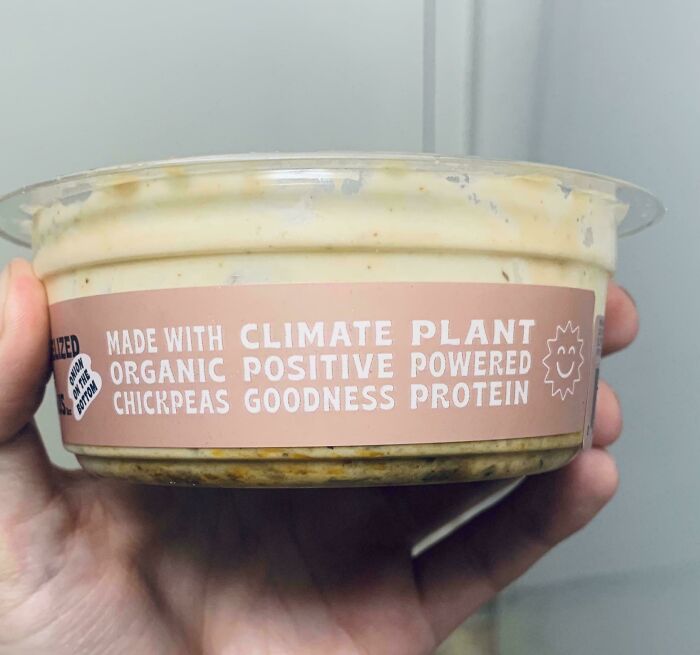 ONION
ON THE
BOTTOM
MADE WITH
ORGANIC
CHICKPEAS
CLIMATE
POSITIVE
GOODNESS
PLANT
POWERED
PROTEIN